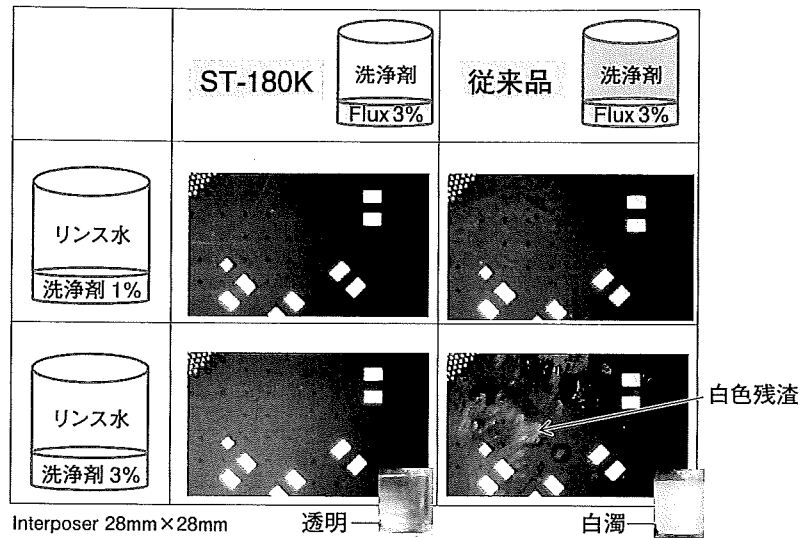 ST-180K
洗浄剤
Flux 3%
従来品
洗浄剤
Flux 3%
リンス水
洗浄剤 1%
リンス水
洗浄剤 3%
白色残渣
Interposer 28mm×28mm
透明
白濁